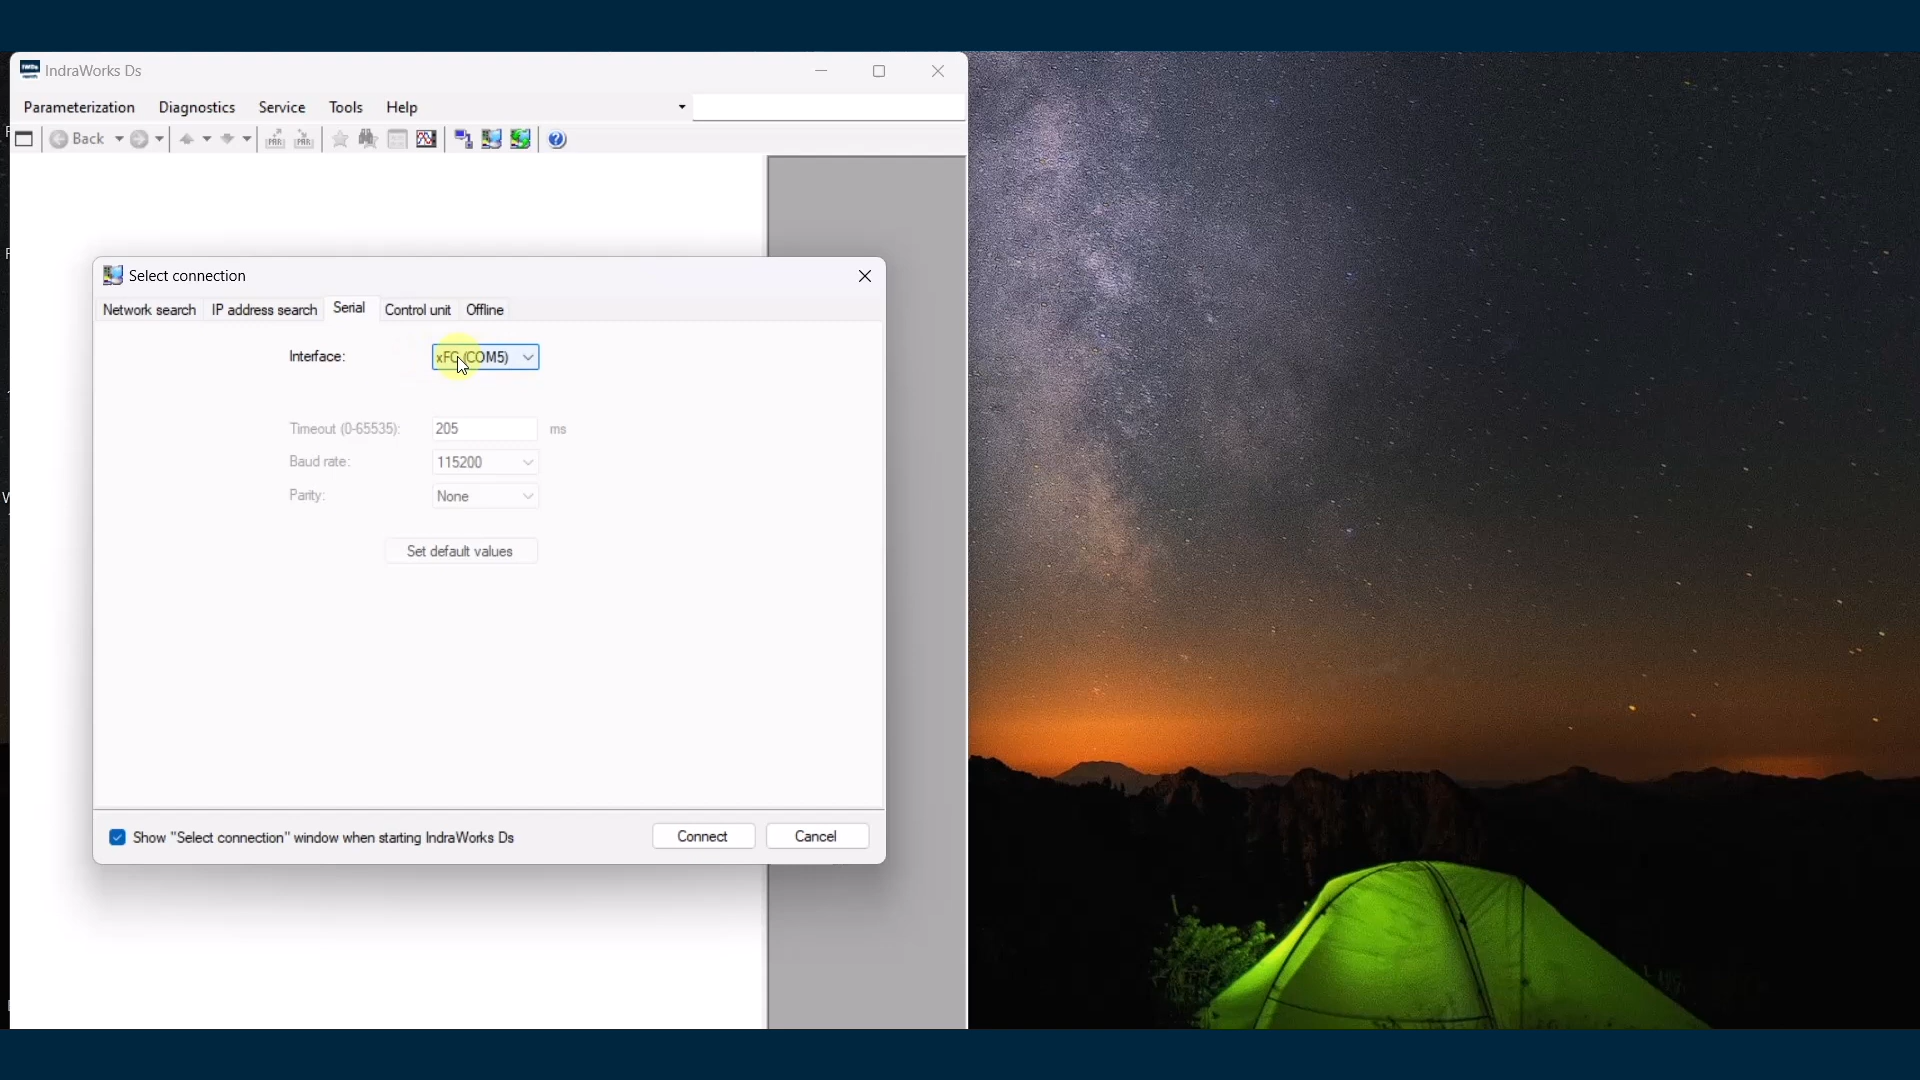 IndraWorks Ds
Parameterization Diagnostics Service Tools Help
Back
Select connection
Network search IP address search Serial Control unit Offline
Interface: xFC (COM5)
Timeout (0-65535): 205 ms
Baud rate: 115200
Parity: None
Set default values
Show "Select connection" window when starting IndraWorks Ds Connect Cancel